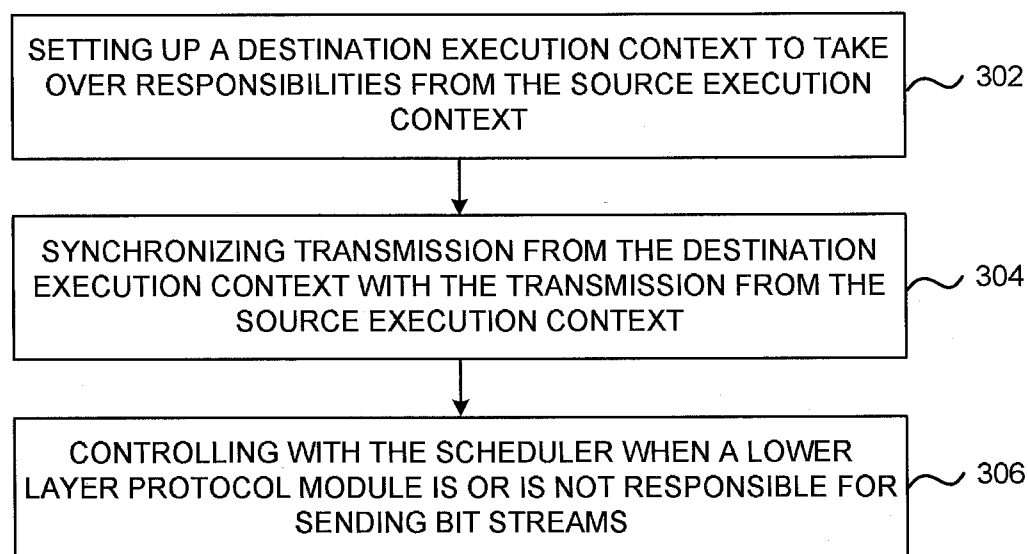 SETTING UP A DESTINATION EXECUTION CONTEXT TO TAKE
OVER RESPONSIBILITIES FROM THE SOURCE EXECUTION
CONTEXT
302
SYNCHRONIZING TRANSMISSION FROM THE DESTINATION
EXECUTION CONTEXT WITH THE TRANSMISSION FROM THE
SOURCE EXECUTION CONTEXT
304
CONTROLLING WITH THE SCHEDULER WHEN A LOWER
LAYER PROTOCOL MODULE IS OR IS NOT RESPONSIBLE FOR
SENDING BIT STREAMS
306